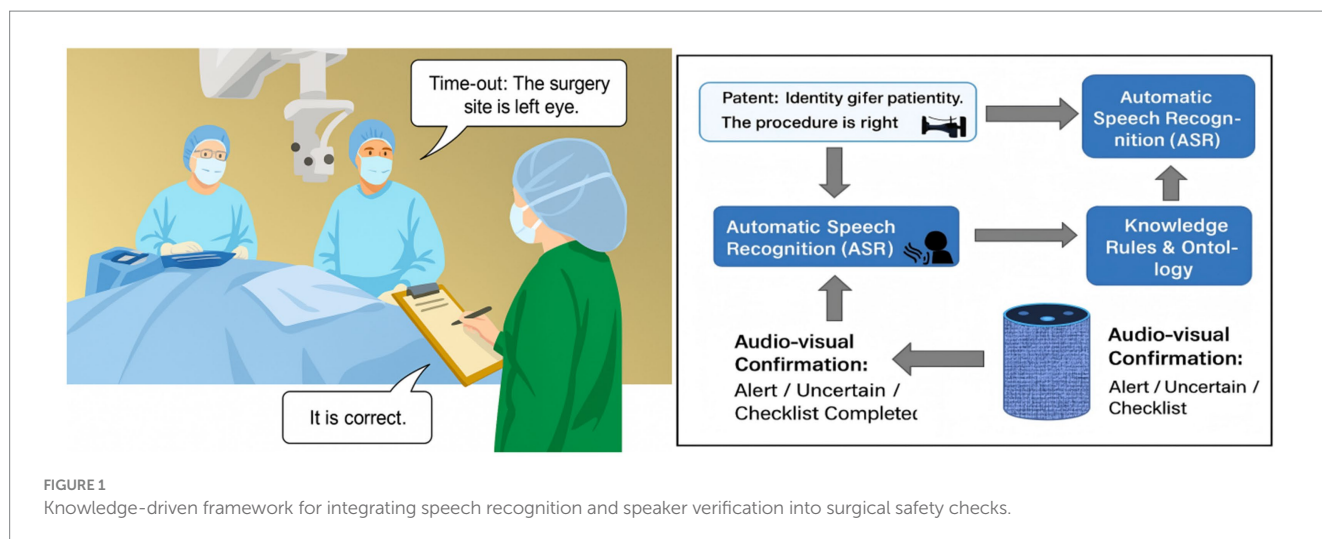 Time-out: The surgery
site is left eye.
It is correct.
Patent: Identity gifer patientity.
The procedure is right
Automatic
Speech Recogn-
nition (ASR)
Automatic Speech
Recognition (ASR)
Knowledge
Rules & Ontol-
logy
Audio-visual
Confirmation:
Alert / Uncertain /
Checklist Completed
Audio-visual
Confirmation:
Alert / Uncertain /
Checklist
FIGURE 1
Knowledge-driven framework for integrating speech recognition and speaker verification into surgical safety checks.